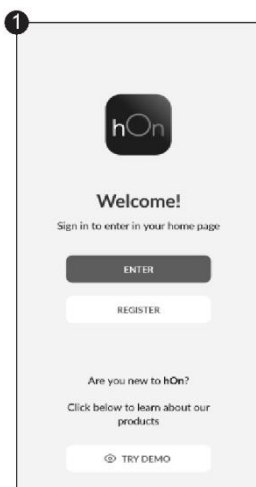 1
hOn
Welcome!
Sign in to enter in your home page
ENTER
REGISTER
Are you new to hOn?
Click below to learn about our
products
TRY DEMO